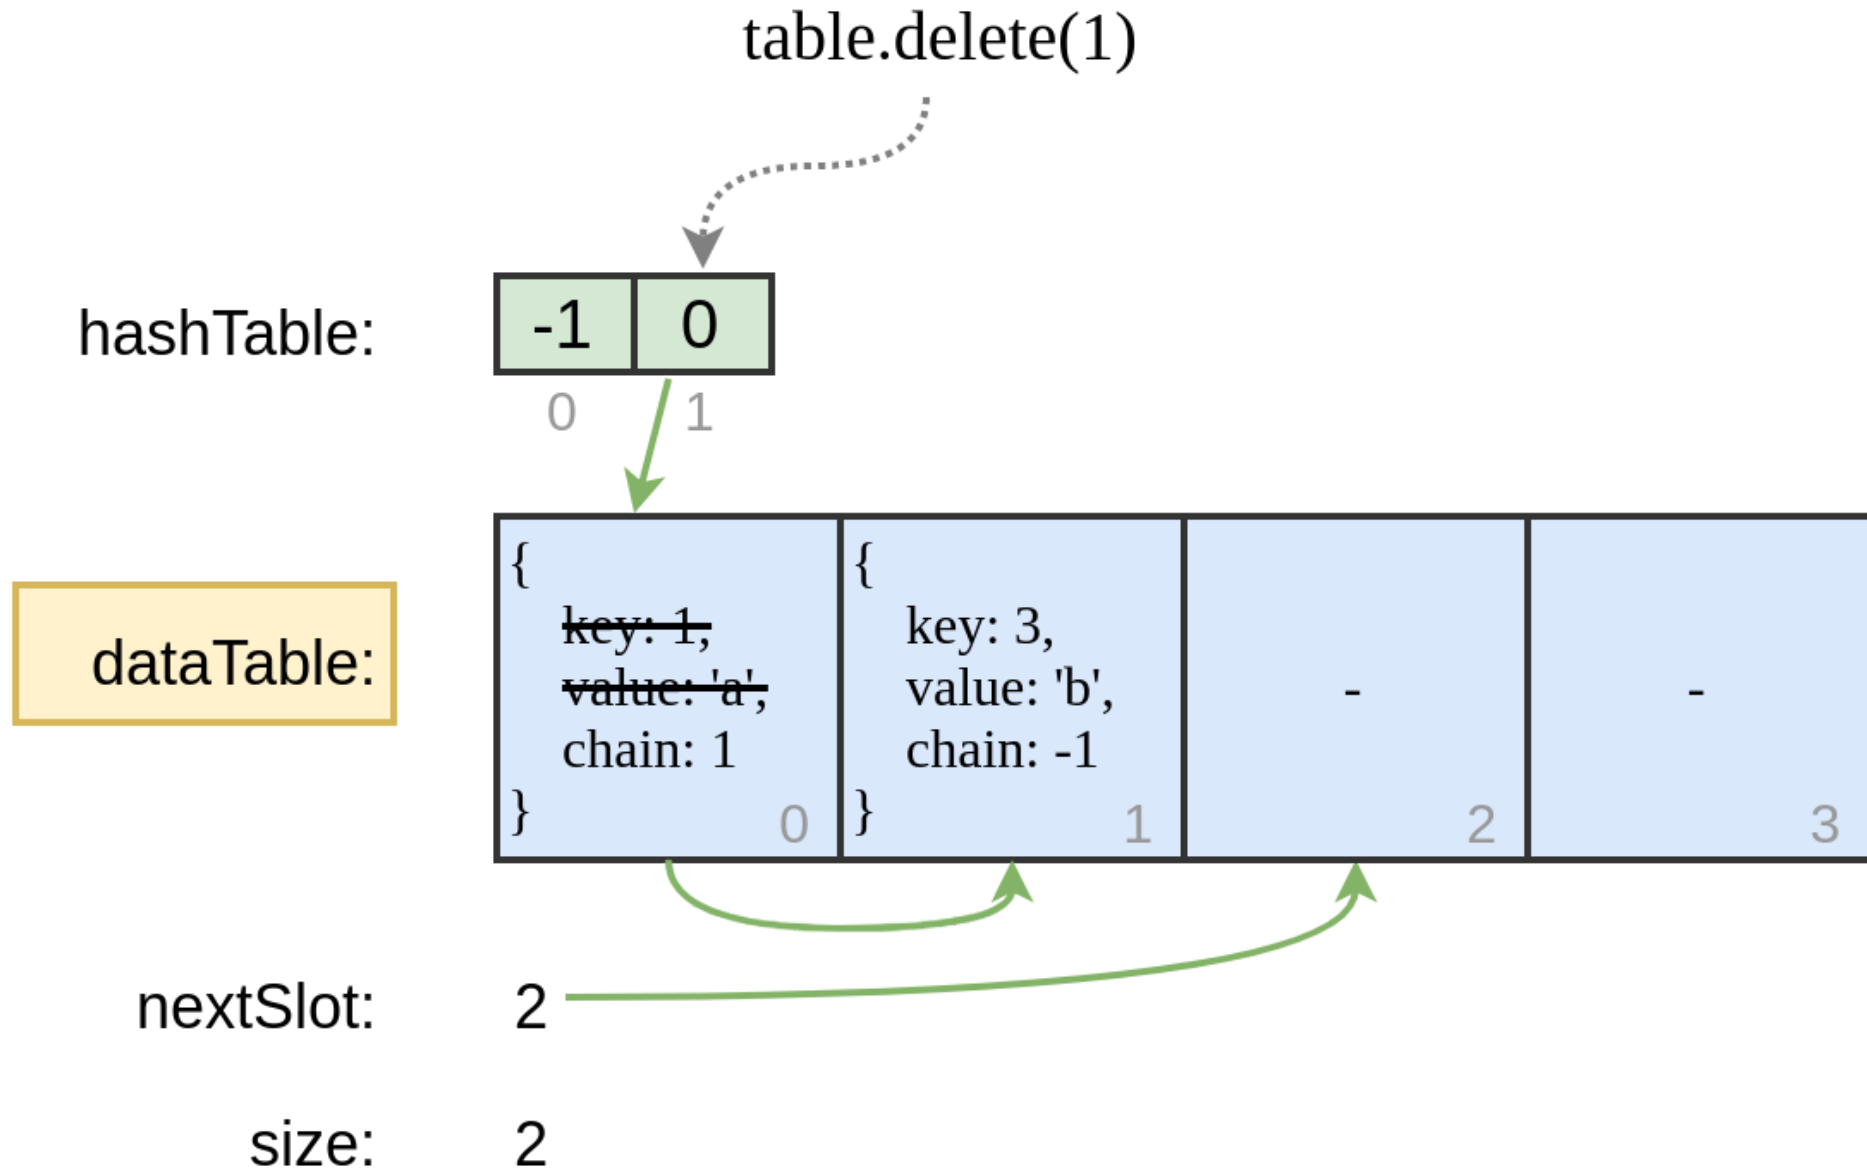 table.delete(1)
hashTable:
-1
0
0
1
dataTable:
{
key: 1,
value: 'a',
chain: 1
}
0
{
key: 3,
value: 'b',
chain: -1
}
1
-
2
-
3
nextSlot:
2
size:
2